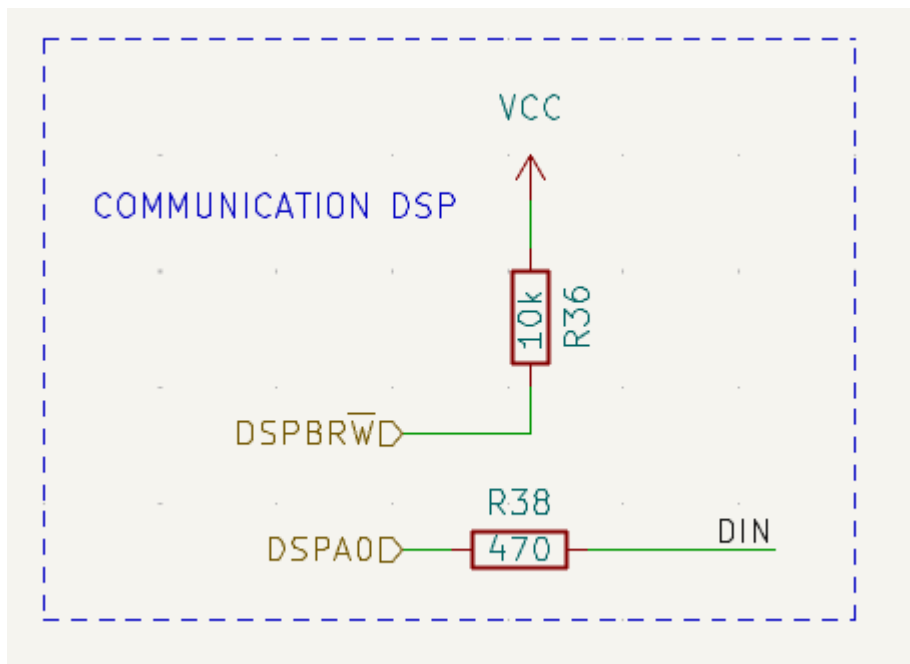 VCC
COMMUNICATION DSP
10k
R36
DSPBRW̅
R38
DSPA0
470
DIN